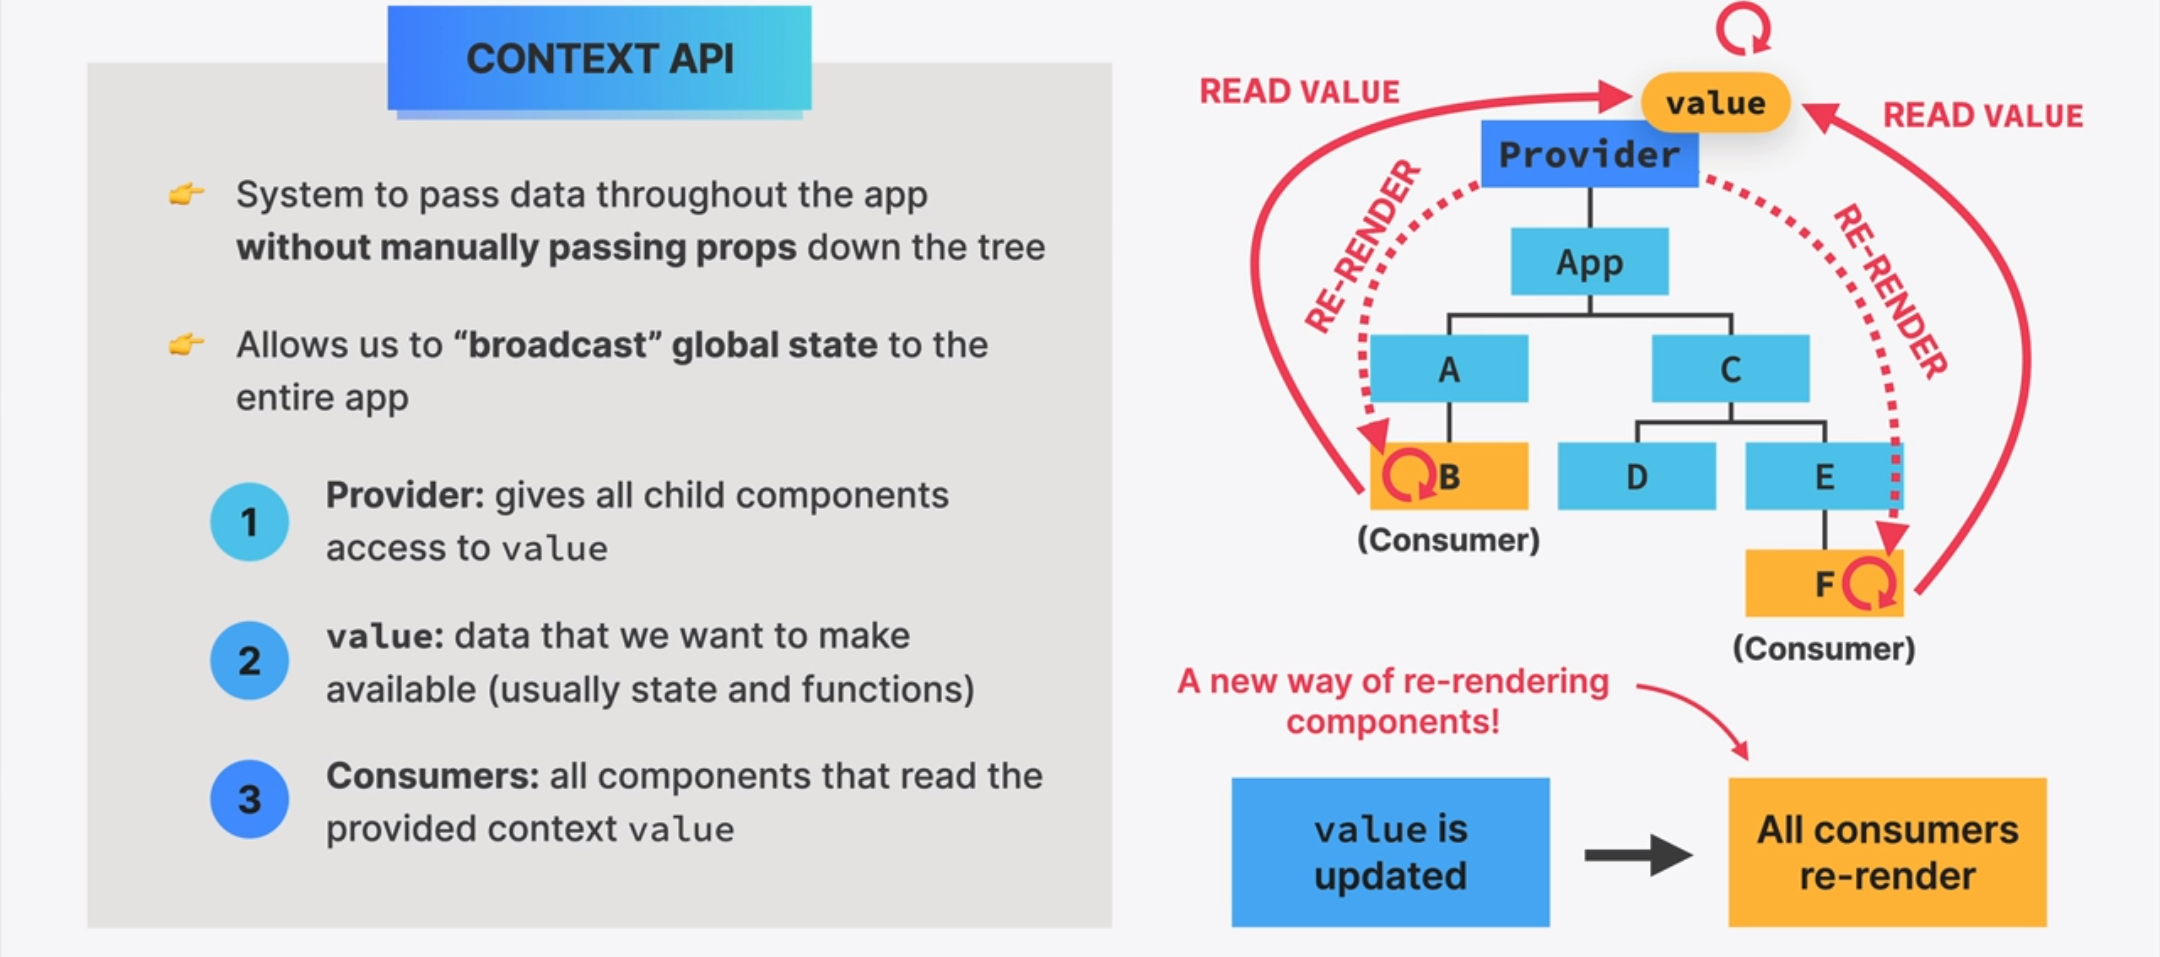 CONTEXT API
System to pass data throughout the app
without manually passing props down the tree
Allows us to “broadcast” global state to the
entire app
1
Provider: gives all child components
access to value
2
value: data that we want to make
available (usually state and functions)
3
Consumers: all components that read the
provided context value
READ VALUE
value
READ VALUE
Provider
RE-RENDER
RE-RENDER
App
A
C
B
D
E
(Consumer)
F
(Consumer)
A new way of re-rendering
components!
value is
updated
All consumers
re-render